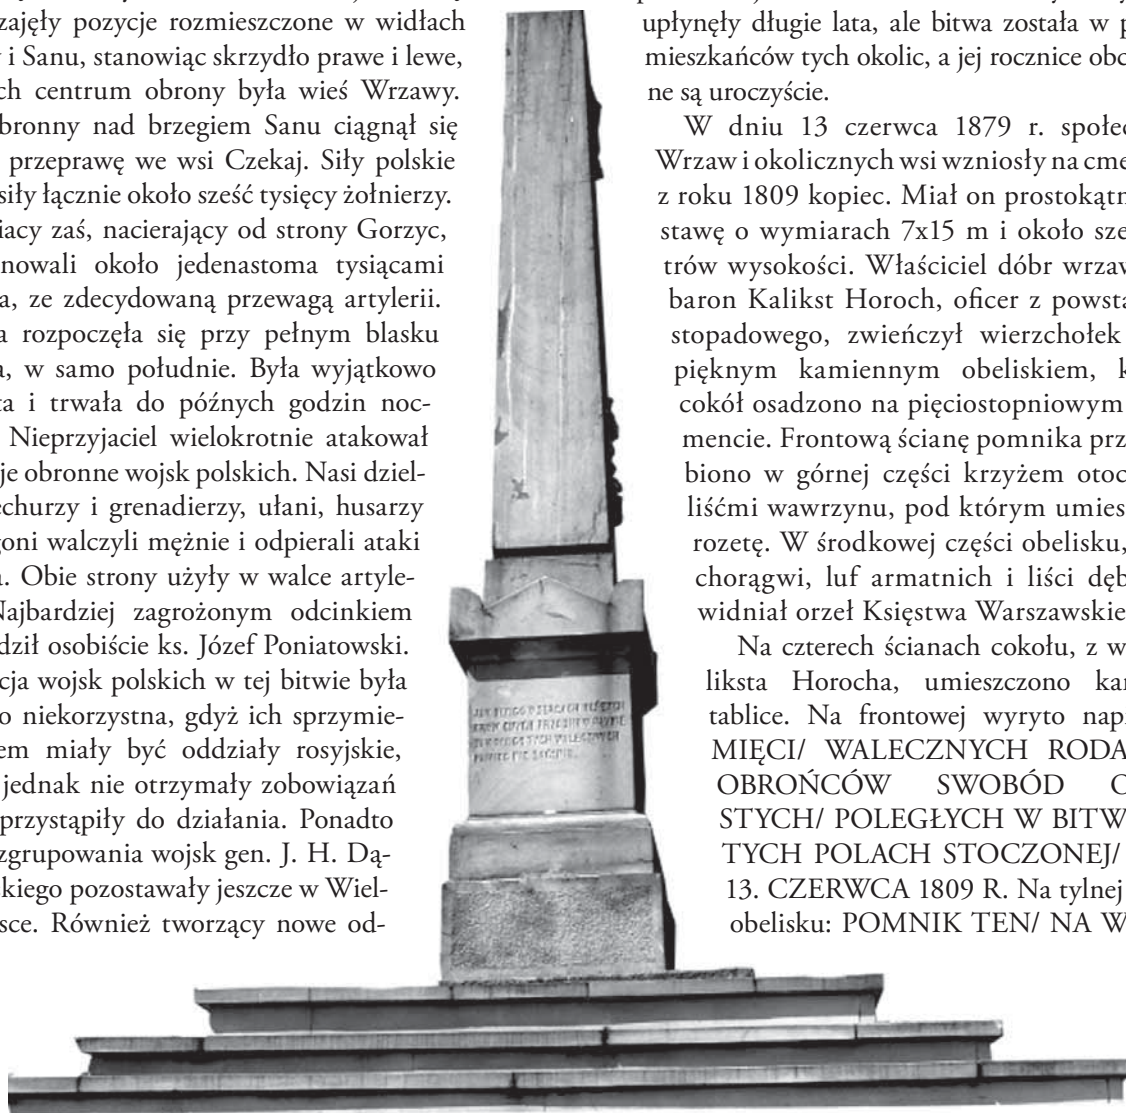 zajęły pozycje rozmieszczone w widłach
i Sanu, stanowiąc skrzydło prawe i lewe,
ch centrum obrony była wieś Wrzawy.
bronny nad brzegiem Sanu ciągnął się
przeprawę we wsi Czekaj. Siły polskie
siły łącznie około sześć tysięcy żołnierzy.
iacy zaś, nacierający od strony Gorzyc,
nowali około jedenastoma tysiącami
a, ze zdecydowaną przewagą artylerii.
a rozpoczęła się przy pełnym blasku
a, w samo południe. Była wyjątkowo
ta i trwała do późnych godzin noc-
Nieprzyjaciel wielokrotnie atakował
je obronne wojsk polskich. Nasi dziel-
echurzy i grenadierzy, ułani, husarzy
goni walczyli mężnie i odpierali ataki
a. Obie strony użyły w walce artyle-
Najbardziej zagrożonym odcinkiem
dził osobiście ks. Józef Poniatowski.
cja wojsk polskich w tej bitwie była
o niekorzystna, gdyż ich sprzymie-
em miały być oddziały rosyjskie,
jednak nie otrzymały zobowiązań
przystąpiły do działania. Ponadto
zgrupowania wojsk gen. J. H. Dą-
skiego pozostawały jeszcze w Wiel-
sce. Również tworzący nowe od-
JAK DŁUGO W SERCACH NASZYCH
DŁUGO TYCH WALECZNYCH
PAMIĘĆ NIE
upłynęły długie lata, ale bitwa została w p
mieszkańców tych okolic, a jej rocznice obc
ne są uroczyście.
W dniu 13 czerwca 1879 r. społec
Wrzaw i okolicznych wsi wzniosły na cme
z roku 1809 kopiec. Miał on prostokątn
stawę o wymiarach 7x15 m i około sze
trów wysokości. Właściciel dóbr wrzaw
baron Kalikst Horoch, oficer z powsta
stopadowego, zwieńczył wierzchołek
pięknym kamiennym obeliskiem, k
cokół osadzono na pięciostopniowym
mencie. Frontową ścianę pomnika prz
biono w górnej części krzyżem otoc
liśćmi wawrzynu, pod którym umies
rozetę. W środkowej części obelisku,
chorągwi, luf armatnich i liści dęb
widniał orzeł Księstwa Warszawskie
Na czterech ścianach cokołu, z w
liksta Horocha, umieszczono kar
tablice. Na frontowej wyryto napi
MIĘCI/ WALECZNYCH RODA
OBROŃCÓW SWOBÓD O
STYCH/ POLEGŁYCH W BITW
TYCH POLACH STOCZONEJ/
13. CZERWCA 1809 R. Na tylnej
obelisku: POMNIK TEN/ NA W